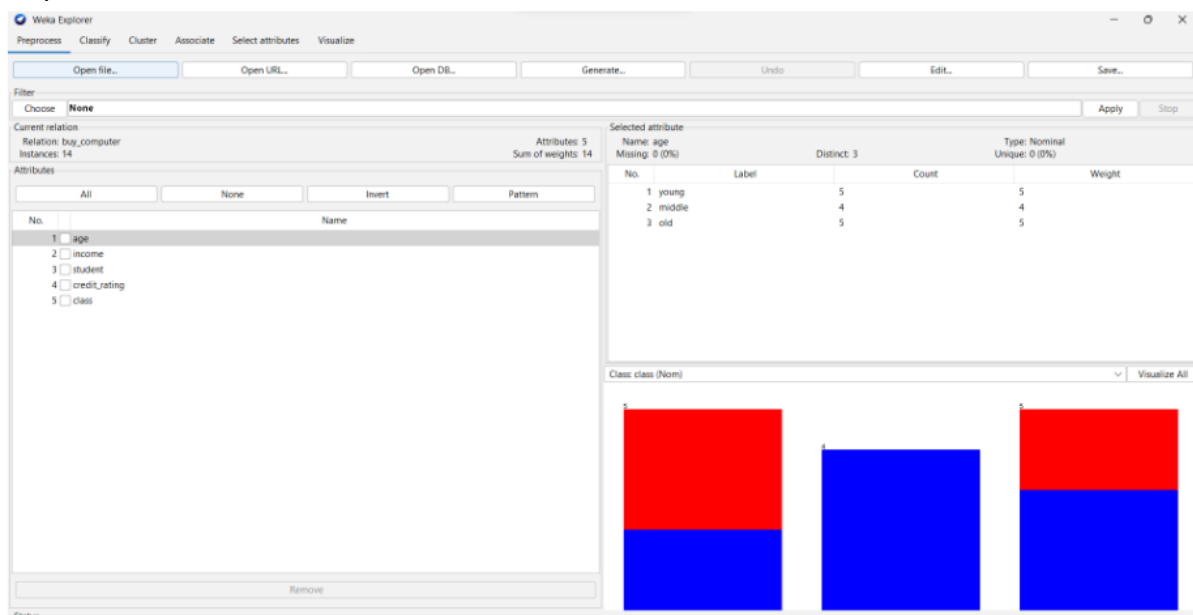 Weka Explorer
Preprocess Classify Cluster Associate Select attributes Visualize
Open file... Open URL... Open DB... Generate... Undo Edit... Save...
Filter
Choose None Apply Stop
Current relation
Relation: buy_computer Attributes: 5
Instances: 14 Sum of weights: 14
Attributes
All None Invert Pattern
No. Name
1 age
2 income
3 student
4 credit_rating
5 class
Remove
Selected attribute
Name: age Type: Nominal
Missing: 0 (0%) Distinct: 3 Unique: 0 (0%)
No. Label Count Weight
1 young 5 5
2 middle 4 4
3 old 5 5
Class: class (Nom) Visualize All
5 4 5